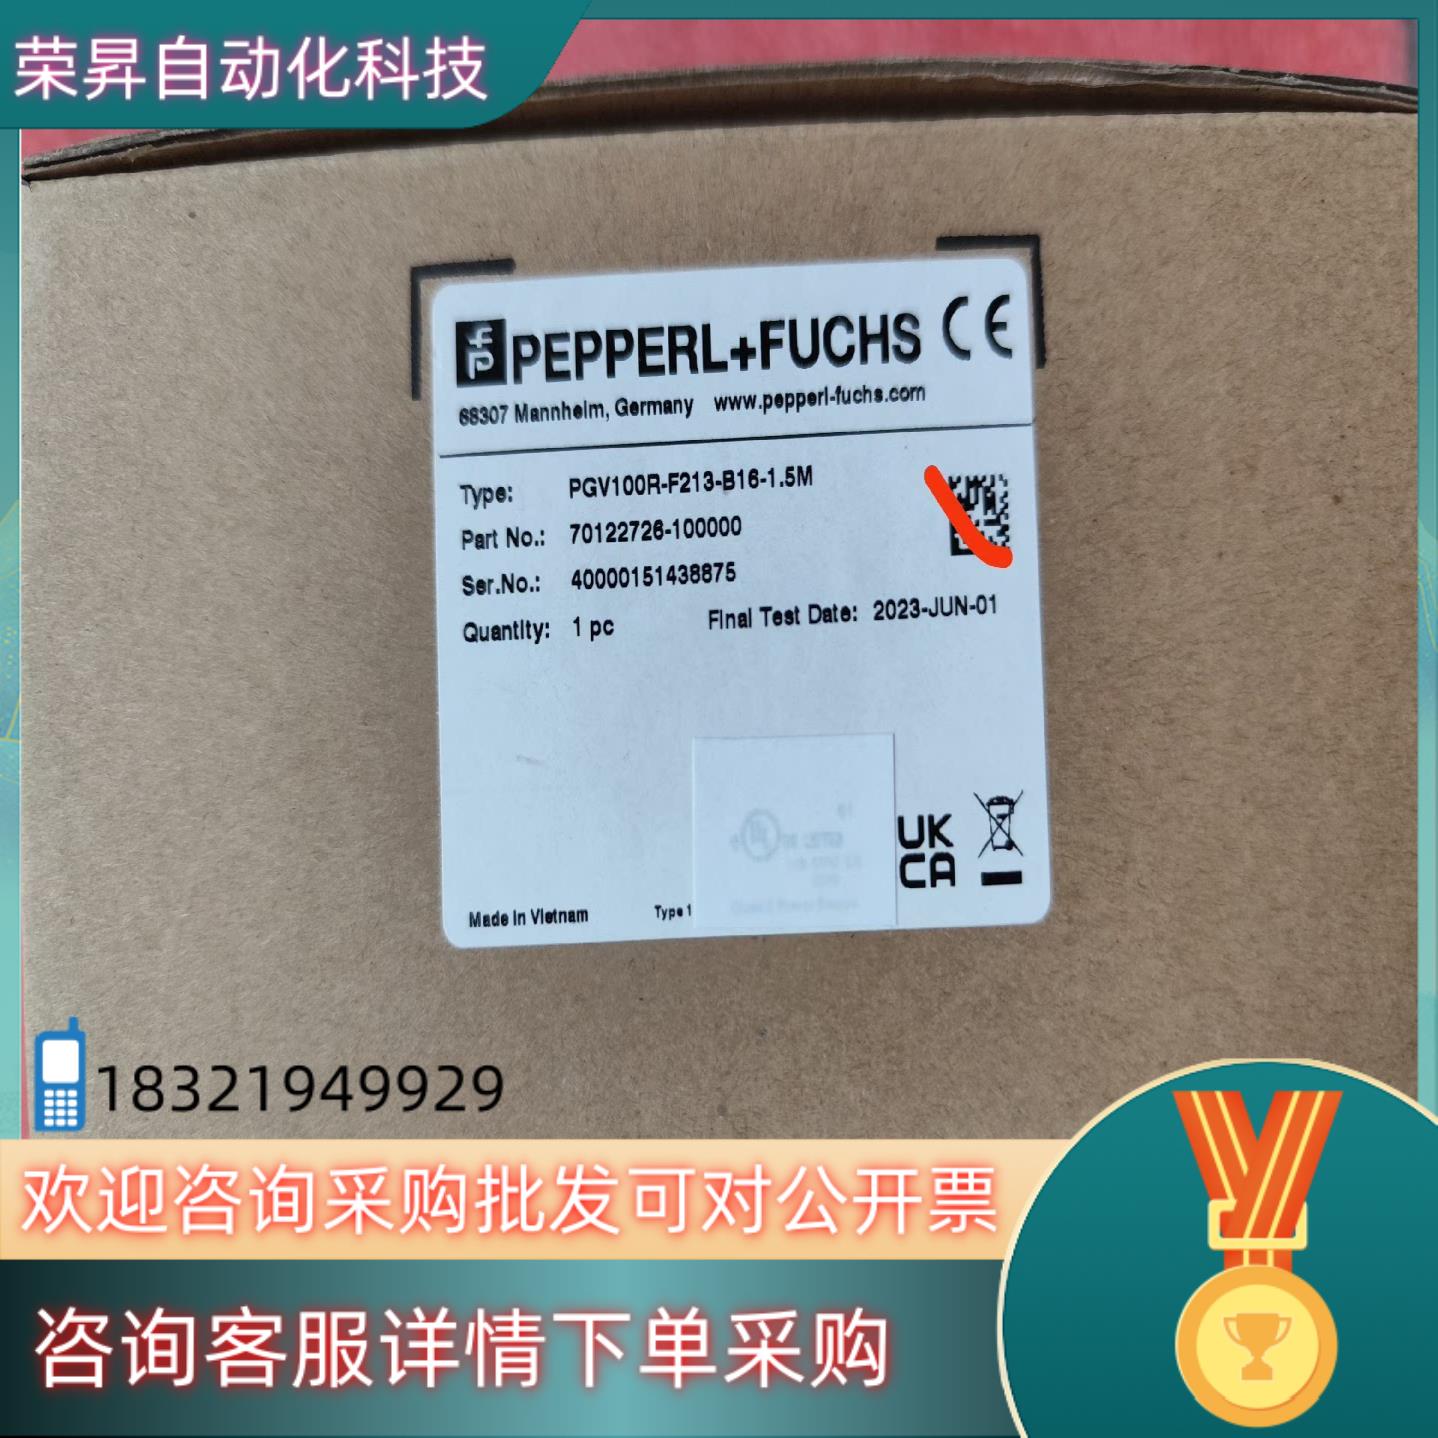 荣昇自动化科技
PEPPERL+FUCHS CE
68307 Mannheim, Germany www.pepperl-fuchs.com
Type: PGV100R-F213-B16-1.5M
Part No.: 70122726-100000
Ser.No.: 40000151438875
Quantity: 1 pc Final Test Date: 2023-JUN-01
UK
CA
Made in Vietnam Type 1
18321949929
欢迎咨询采购批发可对公开票
咨询客服详情下单采购